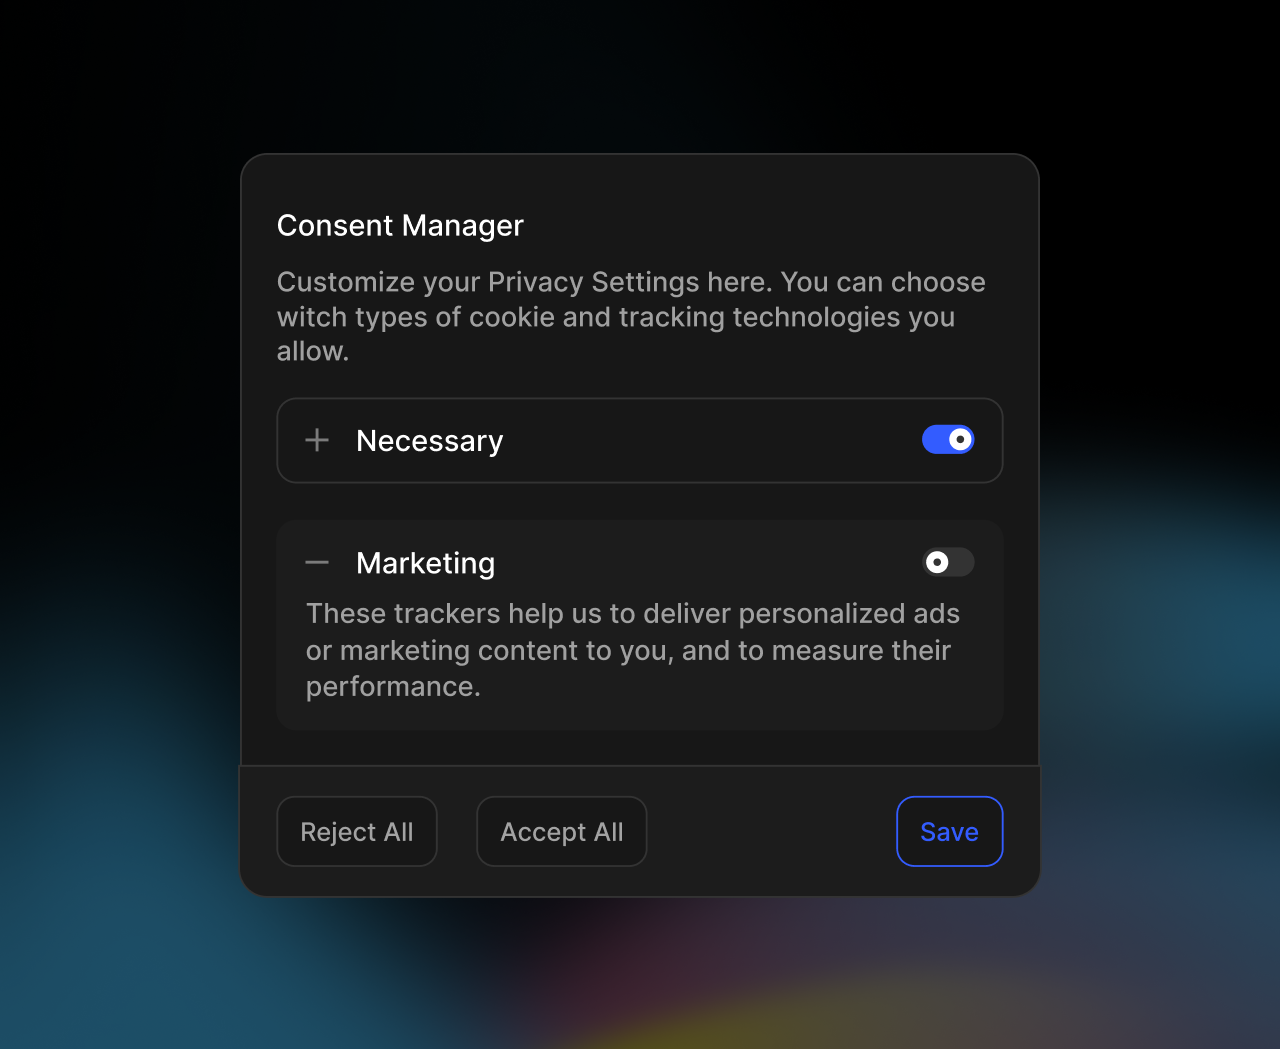 Consent Manager
Customize your Privacy Settings here. You can choose
witch types of cookie and tracking technologies you
allow.
Necessary
Marketing
These trackers help us to deliver personalized ads
or marketing content to you, and to measure their
performance.
Reject All
Accept All
Save